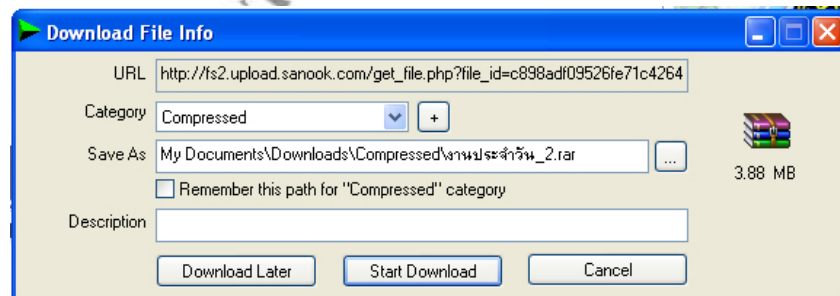 Download File Info
URL http://fs2.upload.sanook.com/get_file.php?file_id=c898adf09526fe71c4264
Category Compressed +
Save As My Documents\Downloads\Compressed\งานประจำวัน_2.rar ...
3.88 MB
Remember this path for "Compressed" category
Description
Download Later Start Download Cancel